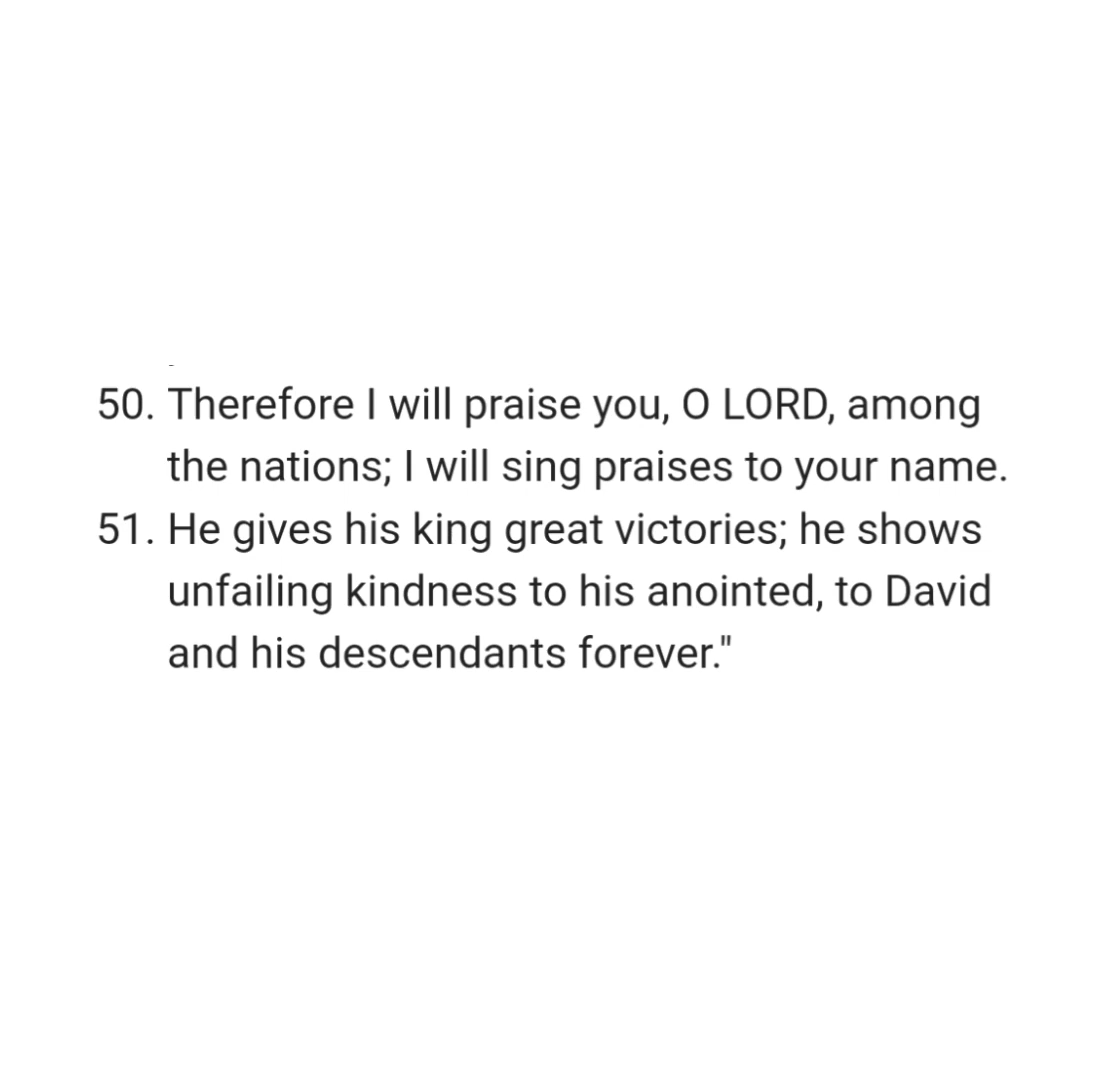 50. Therefore I will praise you, O LORD, among
the nations; I will sing praises to your name.
51. He gives his king great victories; he shows
unfailing kindness to his anointed, to David
and his descendants forever."